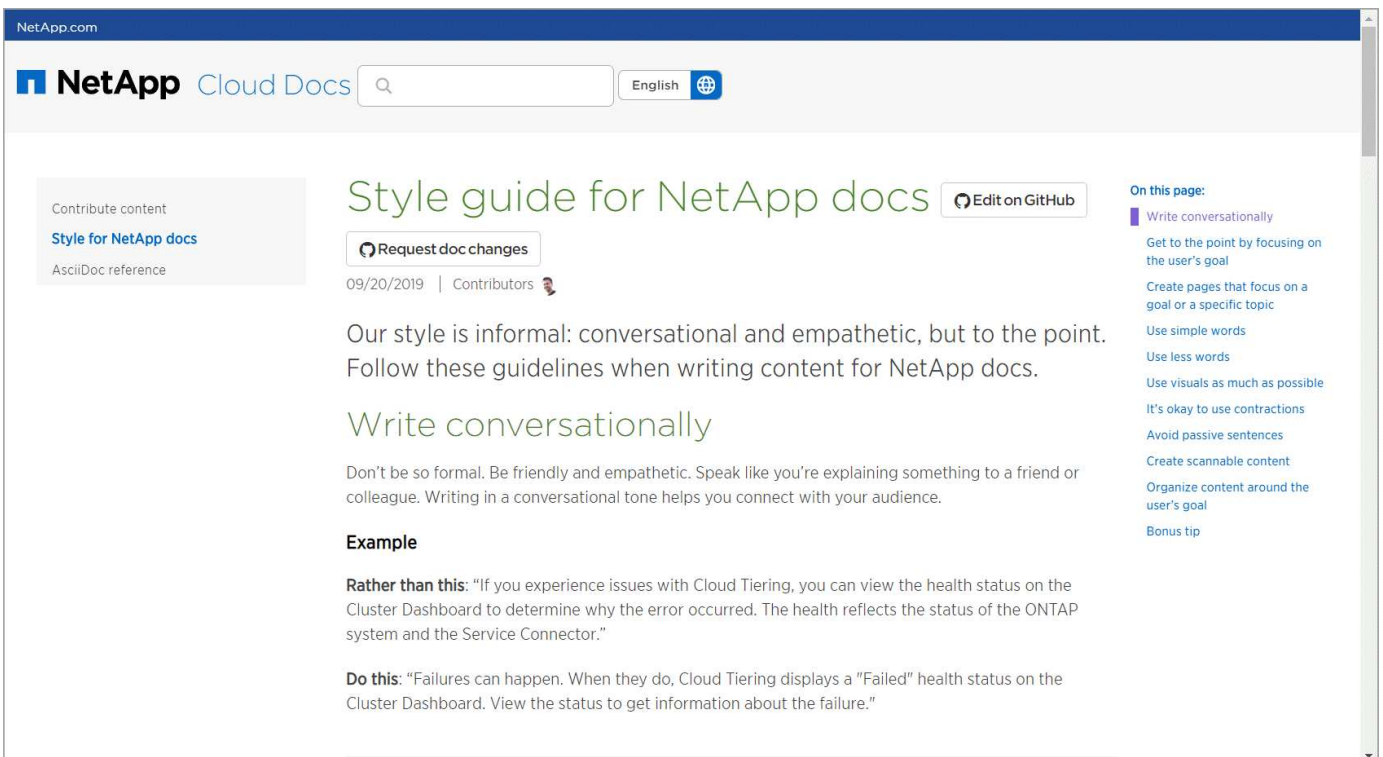 NetApp.com
NetApp Cloud Docs
English
Contribute content
Style for NetApp docs
AsciiDoc reference
Style guide for NetApp docs
Edit on GitHub
Request doc changes
09/20/2019 | Contributors
Our style is informal: conversational and empathetic, but to the point.
Follow these guidelines when writing content for NetApp docs.
Write conversationally
Don’t be so formal. Be friendly and empathetic. Speak like you’re explaining something to a friend or
colleague. Writing in a conversational tone helps you connect with your audience.
Example
Rather than this: “If you experience issues with Cloud Tiering, you can view the health status on the
Cluster Dashboard to determine why the error occurred. The health reflects the status of the ONTAP
system and the Service Connector.”
Do this: “Failures can happen. When they do, Cloud Tiering displays a "Failed" health status on the
Cluster Dashboard. View the status to get information about the failure."
On this page:
Write conversationally
Get to the point by focusing on
the user’s goal
Create pages that focus on a
goal or a specific topic
Use simple words
Use less words
Use visuals as much as possible
It’s okay to use contractions
Avoid passive sentences
Create scannable content
Organize content around the
user’s goal
Bonus tip